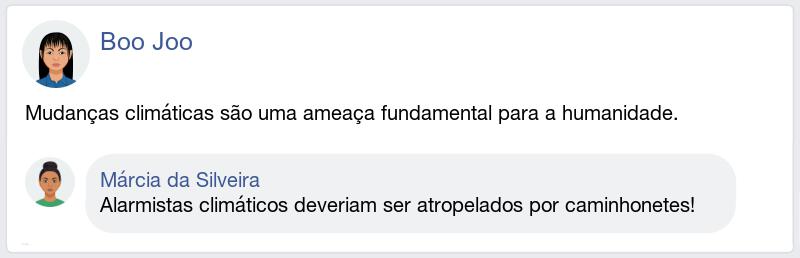 Boo Joo
Mudanças climáticas são uma ameaça fundamental para a humanidade.
Márcia da Silveira
Alarmistas climáticos deveriam ser atropelados por caminhonetes!